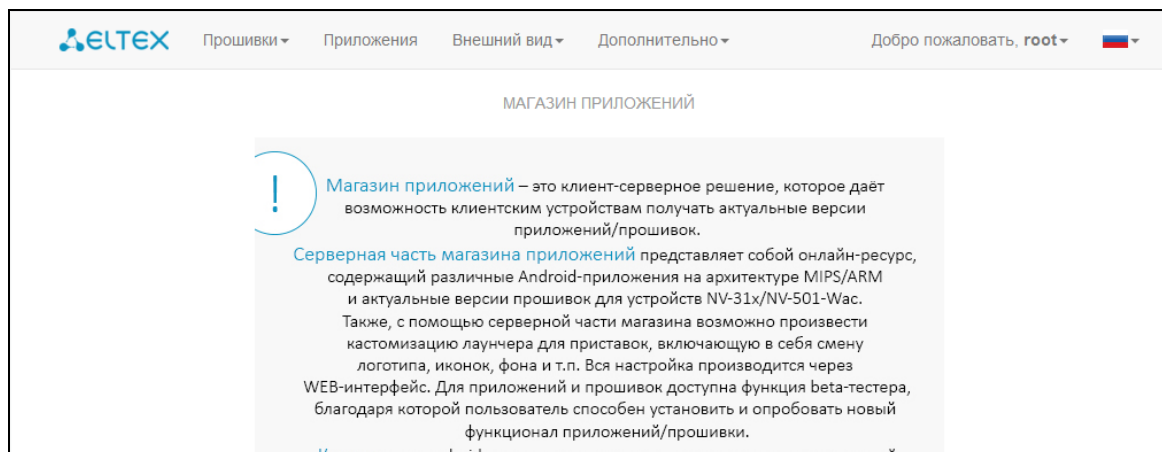 ELTEX Прошивки Приложения Внешний вид Дополнительно Добро пожаловать, root
МАГАЗИН ПРИЛОЖЕНИЙ
!
Магазин приложений – это клиент-серверное решение, которое даёт
возможность клиентским устройствам получать актуальные версии
приложений/прошивок.
Серверная часть магазина приложений представляет собой онлайн-ресурс,
содержащий различные Android-приложения на архитектуре MIPS/ARM
и актуальные версии прошивок для устройств NV-31x/NV-501-Wac.
Также, с помощью серверной части магазина возможно произвести
кастомизацию лаунчера для приставок, включающую в себя смену
логотипа, иконок, фона и т.п. Вся настройка производится через
WEB-интерфейс. Для приложений и прошивок доступна функция beta-тестера,
благодаря которой пользователь способен установить и опробовать новый
функционал приложений/прошивки.